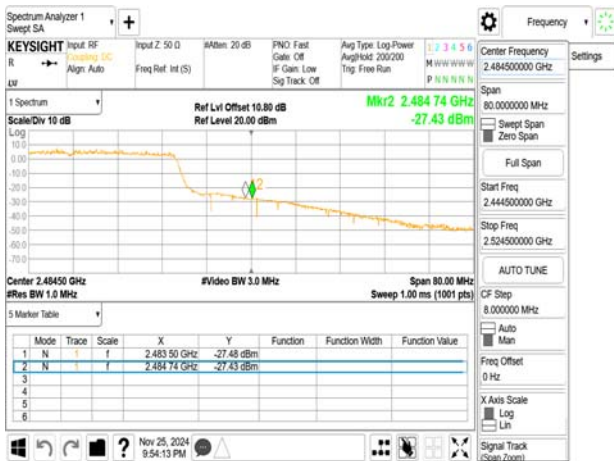 Spectrum Analyzer 1
Swept SA
+
Frequency
KEYSIGHT
Input: RF
Coupling: DC
Align: Auto
Input Z: 50 Ω
Freq Ref: Int (S)
#Atten: 20 dB
PNO: Fast
Gate: Off
IF Gain: Low
Sig Track: Off
Avg Type: Log-Power
Avg|Hold: 200/200
Trig: Free Run
1 2 3 4 5 6
M W W W W W
P N N N N N
R
1 Spectrum
Scale/Div 10 dB
Ref Lvl Offset 10.80 dB
Ref Level 20.00 dBm
Mkr2 2.484 74 GHz
-27.43 dBm
Log
10.0
0.00
-10.0
-20.0
-30.0
-40.0
-50.0
-60.0
-70.0
2
Center 2.48450 GHz
#Res BW 1.0 MHz
#Video BW 3.0 MHz
Span 80.00 MHz
Sweep 1.00 ms (1001 pts)
5 Marker Table
Mode Trace Scale X Y Function Function Width Function Value
1 N 1 f 2.483 50 GHz -27.48 dBm
2 N 1 f 2.484 74 GHz -27.43 dBm
3
4
5
6
Nov 25, 2024
9:54:13 PM
Settings
Center Frequency
2.484500000 GHz
Span
80.0000000 MHz
Swept Span
Zero Span
Full Span
Start Freq
2.444500000 GHz
Stop Freq
2.524500000 GHz
AUTO TUNE
CF Step
8.000000 MHz
Auto
Man
Freq Offset
0 Hz
X Axis Scale
Log
Lin
Signal Track
(Span Zoom)